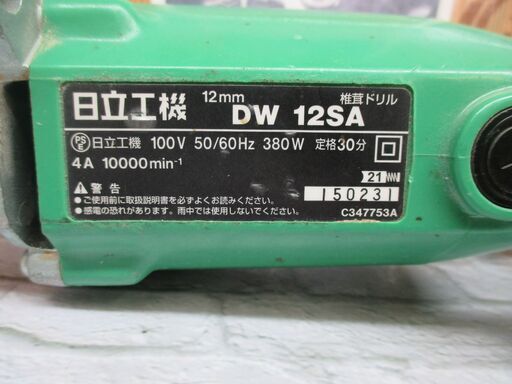 日立工機 12mm DW 12SA 椎茸ドリル
PSE 日立工機 100V 50/60Hz 380W 定格30分
4A 10000min⁻¹
21
⚠警告
●ご使用前に取扱説明書を必ずよくお読みください。
●感電の恐れがあります。雨中では使用しないでください。
150231
C347753A